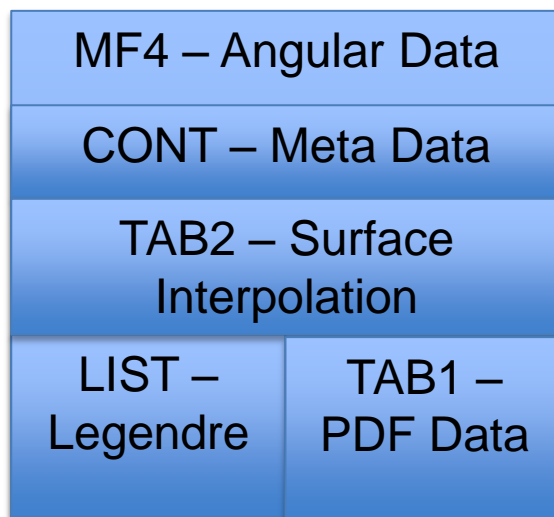 MF4 – Angular Data
CONT – Meta Data
TAB2 – Surface
Interpolation
LIST –
Legendre
TAB1 –
PDF Data